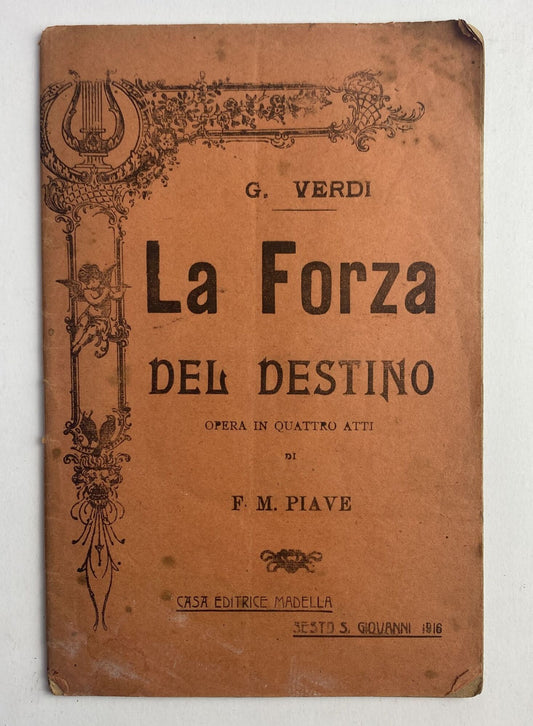 G. VERDI
La Forza
DEL DESTINO
OPERA IN QUATTRO ATTI
DI
F. M. PIAVE
CASA EDITRICE MADELLA
SESTO S. GIOVANNI 1916